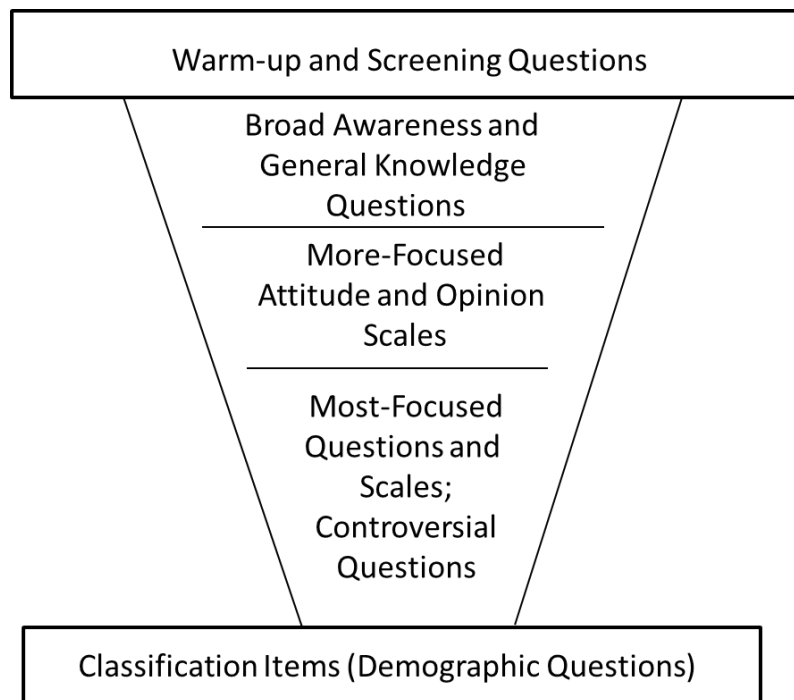 Warm-up and Screening Questions
Broad Awareness and
General Knowledge
Questions
More-Focused
Attitude and Opinion
Scales
Most-Focused
Questions and
Scales;
Controversial
Questions
Classification Items (Demographic Questions)